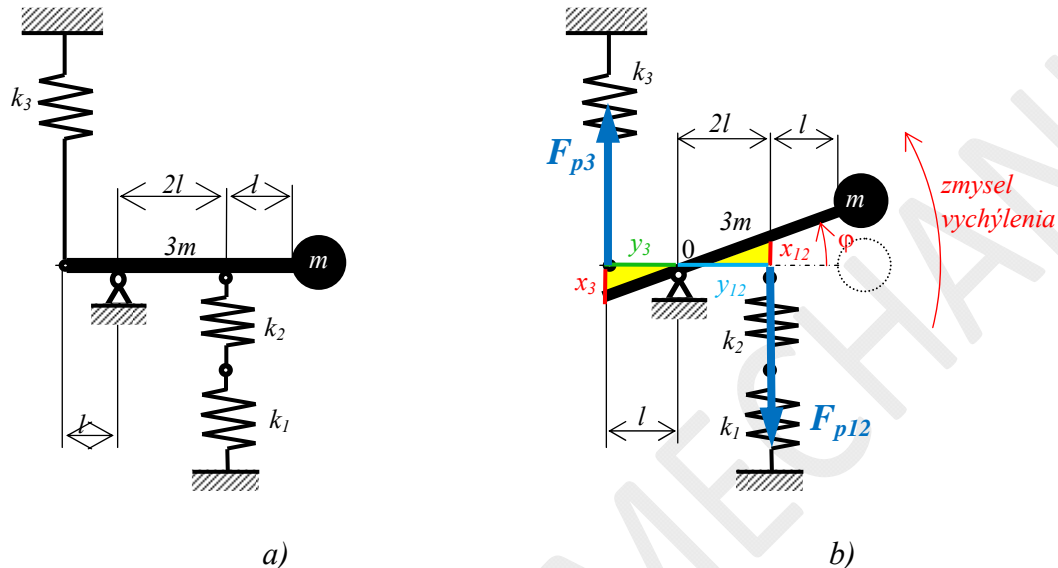 k3
2l
l
3m
m
k2
l
k1
a)
k3
2l
l
Fp3
m
zmysel
vychýlenia
3m
φ
y3
0
x12
x3
y12
k2
l
k1
Fp12
b)
MECHAN